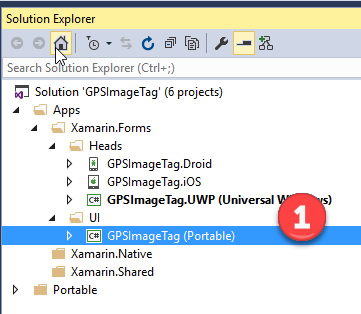 Solution Explorer
Search Solution Explorer (Ctrl+;)
Solution 'GPSImageTag' (6 projects)
Apps
Xamarin.Forms
Heads
GPSImageTag.Droid
GPSImageTag.iOS
C# GPSImageTag.UWP (Universal Windows)
UI
1
C# GPSImageTag (Portable)
Xamarin.Native
Xamarin.Shared
Portable